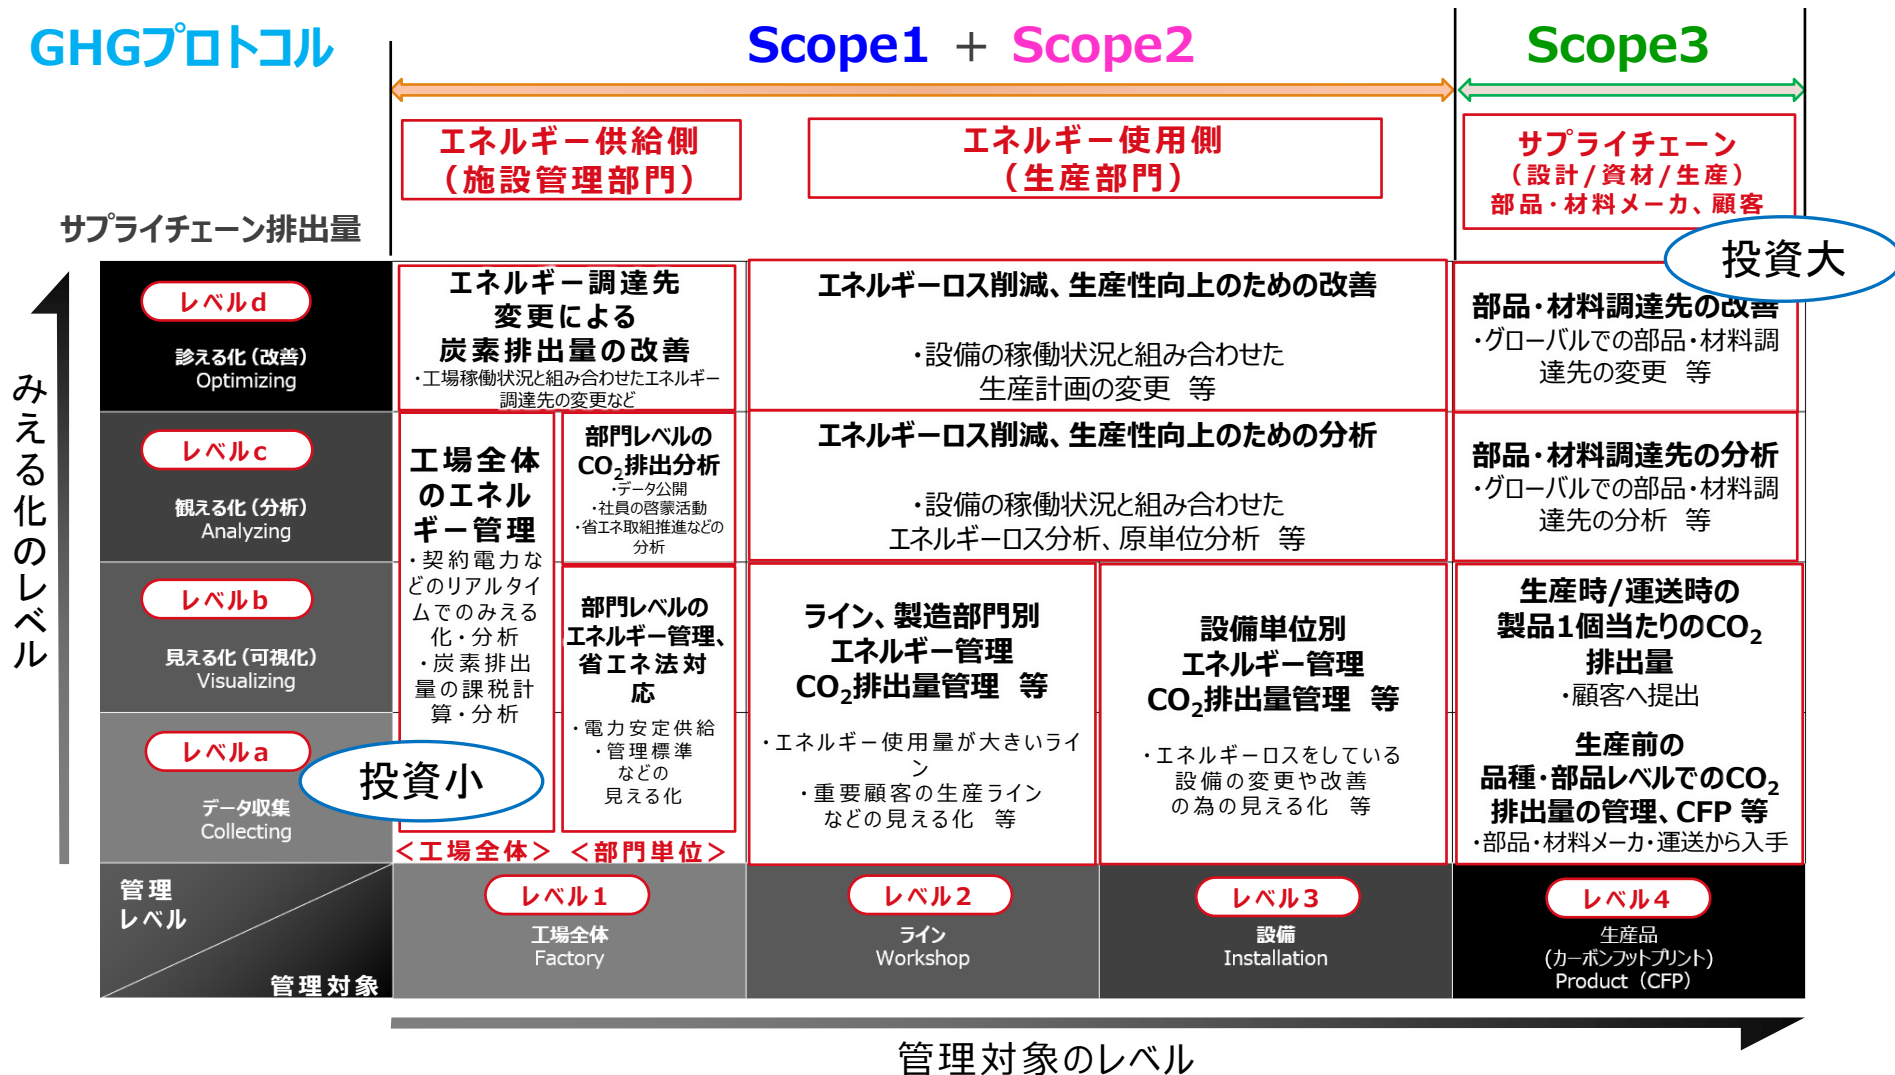 GHGプロトコル
Scope1 + Scope2
Scope3
エネルギー供給側
（施設管理部門）
エネルギー使用側
（生産部門）
サプライチェーン
（設計/資材/生産）
部品・材料メーカ、顧客
サプライチェーン排出量
投資大
みえる化のレベル
レベルd
診える化（改善）
Optimizing
エネルギー調達先
変更による
炭素排出量の改善
・工場稼働状況と組み合わせたエネルギー
調達先の変更など
エネルギーロス削減、生産性向上のための改善
・設備の稼働状況と組み合わせた
生産計画の変更 等
部品・材料調達先の改善
・グローバルでの部品・材料調
達先の変更 等
レベルc
観える化（分析）
Analyzing
工場全体
のエネル
ギー管理
・契約電力な
どのリアルタイ
ムでのみえる
化・分析
・炭素排出
量の課税計
算・分析
部門レベルの
CO2排出分析
・データ公開
・社員の啓蒙活動
・省エネ取組推進などの
分析
エネルギーロス削減、生産性向上のための分析
・設備の稼働状況と組み合わせた
エネルギーロス分析、原単位分析 等
部品・材料調達先の分析
・グローバルでの部品・材料調
達先の分析 等
レベルb
見える化（可視化）
Visualizing
部門レベルの
エネルギー管理、
省エネ法対
応
・電力安定供給
・管理標準
などの
見える化
ライン、製造部門別
エネルギー管理
CO2排出量管理 等
・エネルギー使用量が大きいライ
ン
・重要顧客の生産ライン
などの見える化 等
設備単位別
エネルギー管理
CO2排出量管理 等
・エネルギーロスをしている
設備の変更や改善
の為の見える化 等
生産時/運送時の
製品1個当たりのCO2
排出量
・顧客へ提出
生産前の
品種・部品レベルでのCO2
排出量の管理、CFP 等
・部品・材料メーカ・運送から入手
レベルa
データ収集
Collecting
投資小
＜工場全体＞
＜部門単位＞
管理
レベル
管理対象
レベル1
工場全体
Factory
レベル2
ライン
Workshop
レベル3
設備
Installation
レベル4
生産品
(カーボンフットプリント)
Product（CFP）
管理対象のレベル